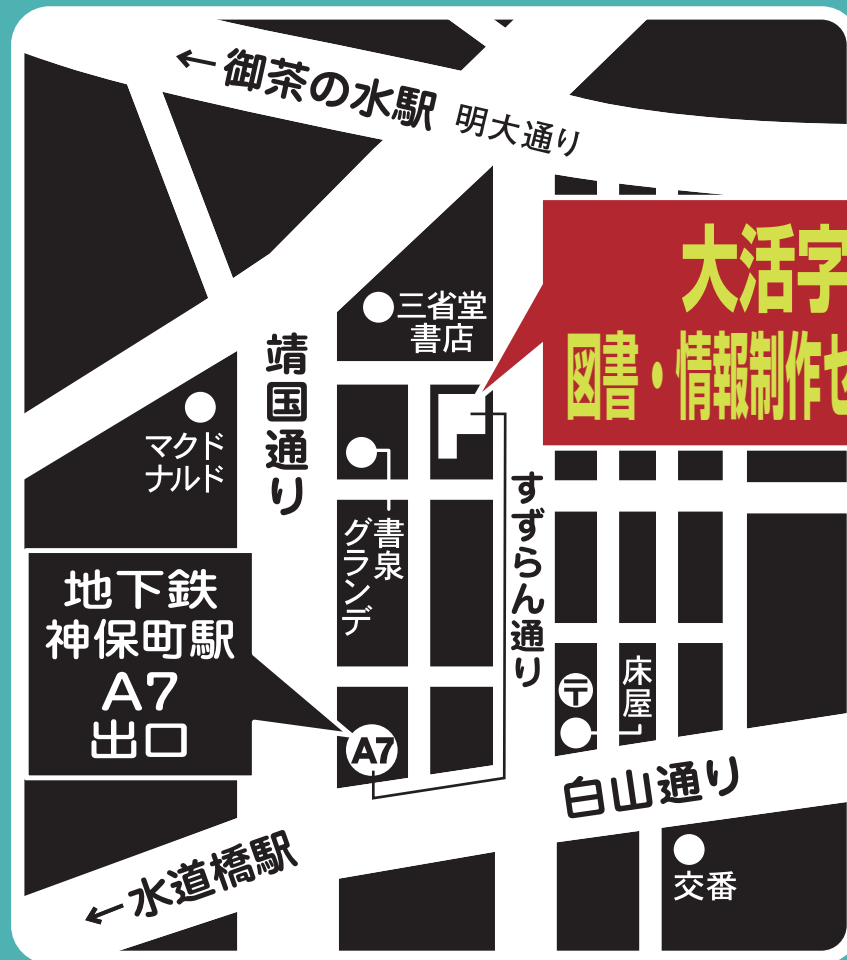 ←御茶の水駅
明大通り
大活字
図書・情報制作セ
三省堂
書店
靖国通り
マクド
ナルド
書泉
グランデ
すずらん通り
地下鉄
神保町駅
A7
出口
A7
〒
床屋
白山通り
←水道橋駅
交番